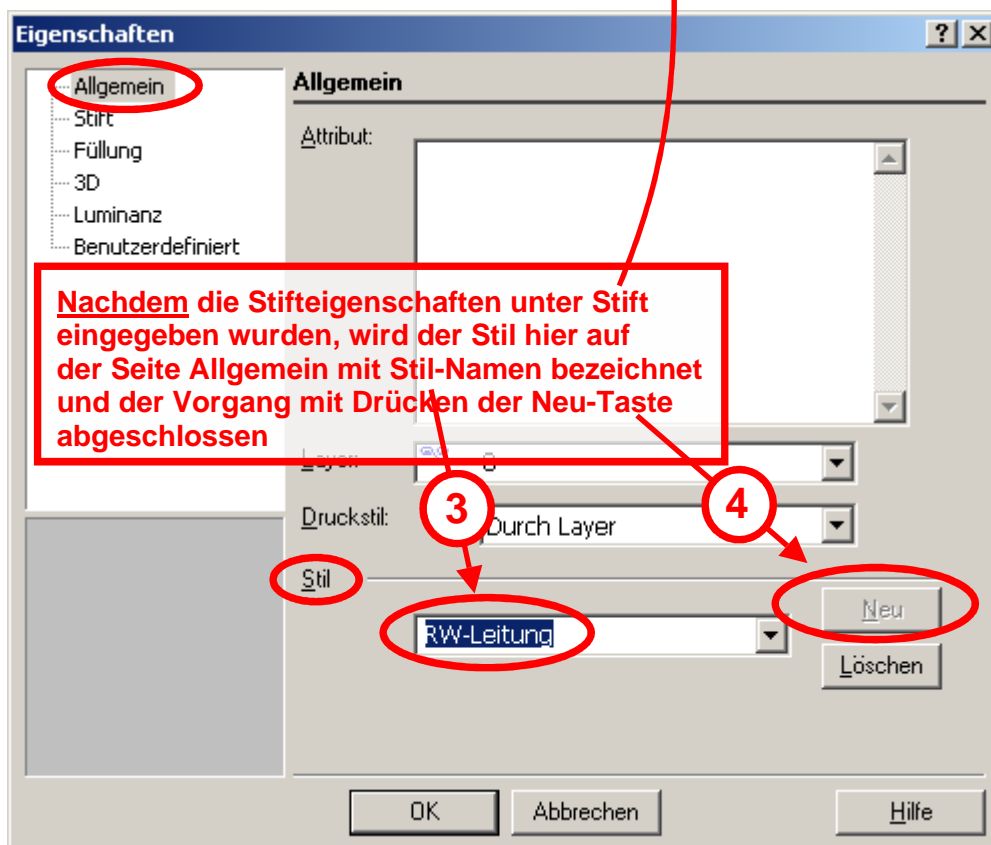 Eigenschaften
Allgemein
Stift
Füllung
3D
Luminanz
Benutzerdefiniert
Allgemein
Attribut:
Nachdem die Stifteigenschaften unter Stift
eingegeben wurden, wird der Stil hier auf
der Seite Allgemein mit Stil-Namen bezeichnet
und der Vorgang mit Drücken der Neu-Taste
abgeschlossen
Layer: 0
3
4
Druckstil: Durch Layer
Stil
RW-Leitung
Neu
Löschen
OK
Abbrechen
Hilfe